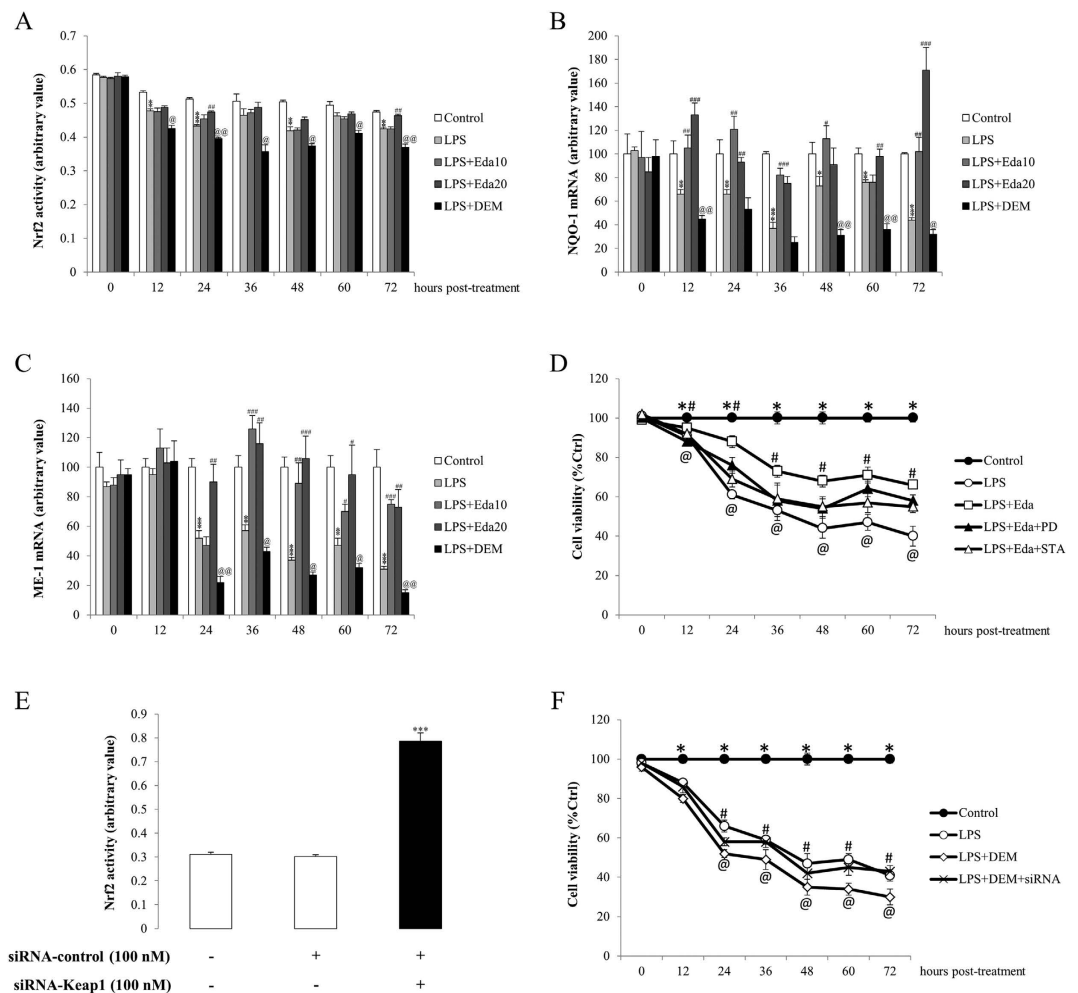 A
Nrf2 activity (arbitrary value)
0.7
0.6
0.5
0.4
0.3
0.2
0.1
0
** *** ** ***
## ##
@ @@ @ @ @ @@
0 12 24 36 48 60 72 hours post-treatment
Control
LPS
LPS+Eda10
LPS+Eda20
LPS+DEM
B
NQO-1 mRNA (arbitrary value)
200
180
160
140
120
100
80
60
40
20
0
## ### ## ## ### # ## ## ###
@@ @@ @@ @
0 12 24 36 48 60 72 hours post-treatment
Control
LPS
LPS+Eda10
LPS+Eda20
LPS+DEM
C
ME-1 mRNA (arbitrary value)
160
140
120
100
80
60
40
20
0
## ### ## ## ### # # ### ##
@@ @ @ @ @@
0 12 24 36 48 60 72 hours post-treatment
Control
LPS
LPS+Eda10
LPS+Eda20
LPS+DEM
D
Cell viability (%Ctrl)
120
100
80
60
40
20
0
*# *# * * * *
# # # #
@ @ @ @ @ @
0 12 24 36 48 60 72 hours post-treatment
Control
LPS
LPS+Eda
LPS+Eda+PD
LPS+Eda+STA
E
Nrf2 activity (arbitrary value)
0.9
0.8
0.7
0.6
0.5
0.4
0.3
0.2
0.1
0
***
siRNA-control (100 nM) - + +
siRNA-Keap1 (100 nM) - - +
F
Cell viability (%Ctrl)
120
100
80
60
40
20
0
* * * * * *
# # # # #
@ @ @ @ @
0 12 24 36 48 60 72 hours post-treatment
Control
LPS
LPS+DEM
LPS+DEM+siRNA